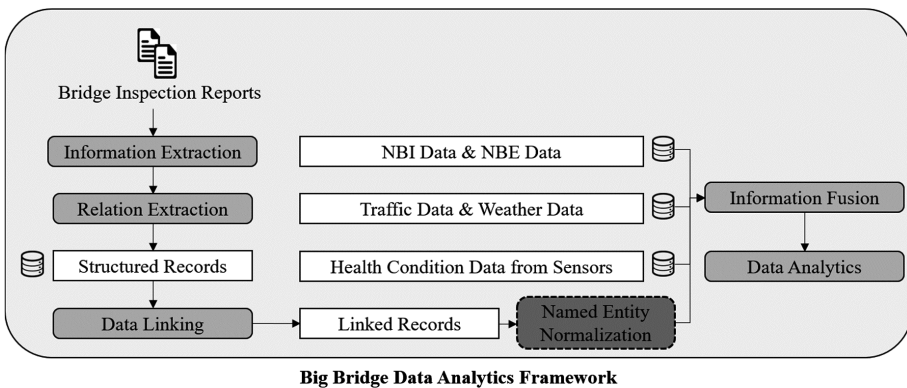 Bridge Inspection Reports
Information Extraction
NBI Data & NBE Data
Relation Extraction
Traffic Data & Weather Data
Information Fusion
Structured Records
Health Condition Data from Sensors
Data Analytics
Data Linking
Linked Records
Named Entity
Normalization
Big Bridge Data Analytics Framework